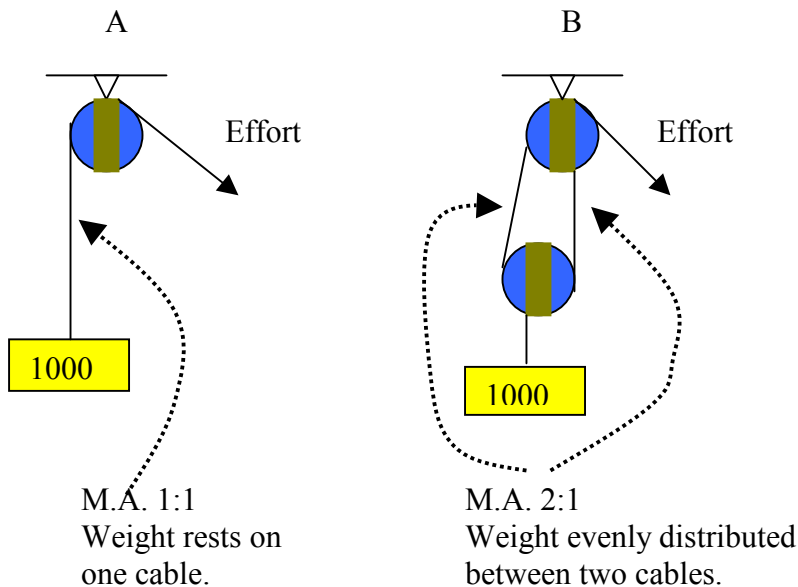 A
Effort
1000
M.A. 1:1
Weight rests on
one cable.
B
Effort
1000
M.A. 2:1
Weight evenly distributed
between two cables.